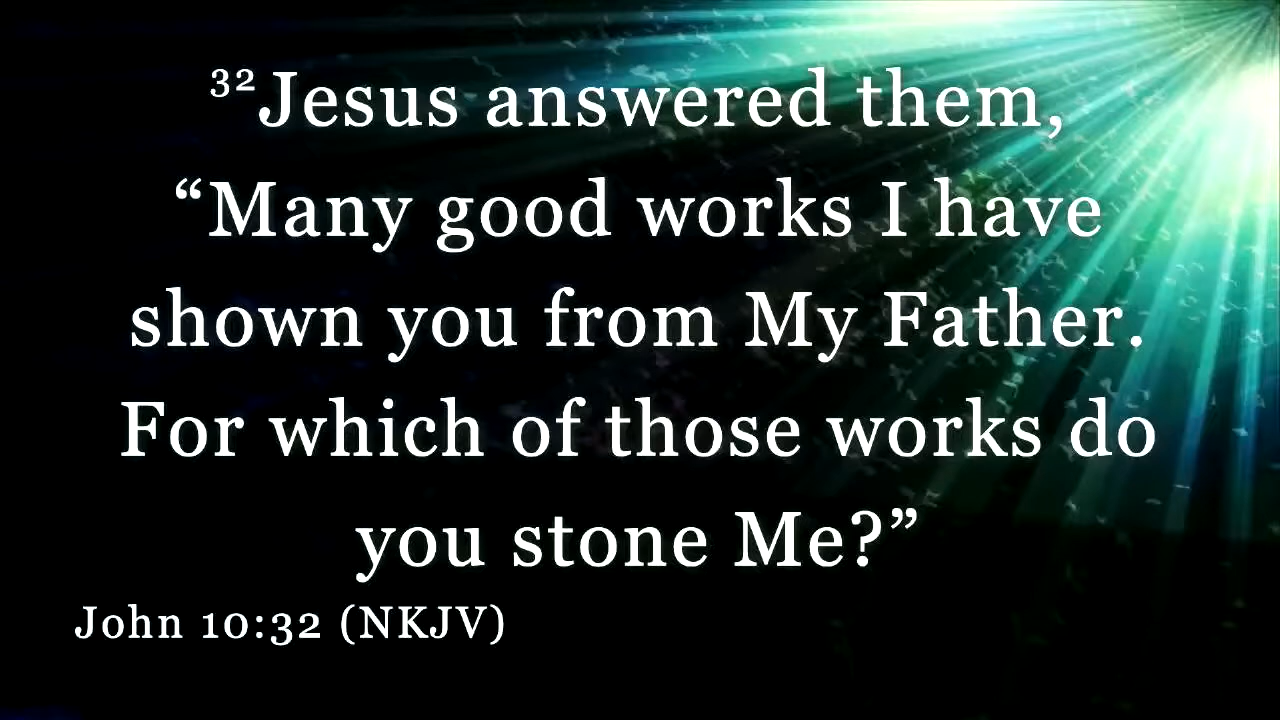 ³²Jesus answered them,
“Many good works I have
shown you from My Father.
For which of those works do
you stone Me?”
John 10:32 (NKJV)